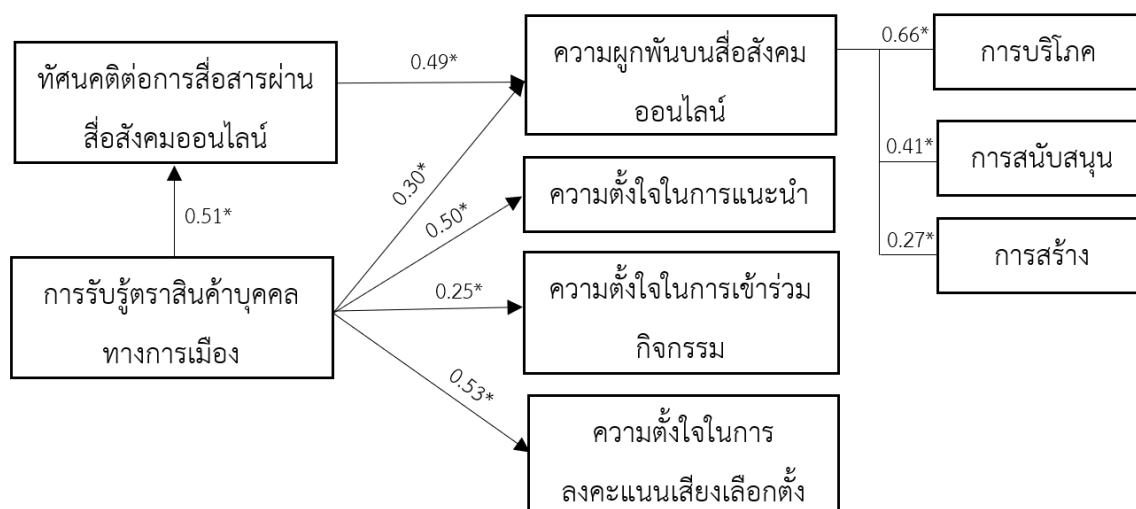 ทัศนคติต่อการสื่อสารผ่าน
สื่อสังคมออนไลน์
0.49*
ความผูกพันบนสื่อสังคม
ออนไลน์
0.66*
การบริโภค
0.41*
การสนับสนุน
0.27*
การสร้าง
0.51*
0.30*
0.50*
ความตั้งใจในการแนะนำ
การรับรู้ตราสินค้าบุคคล
ทางการเมือง
0.25*
ความตั้งใจในการเข้าร่วม
กิจกรรม
0.53*
ความตั้งใจในการ
ลงคะแนนเสียงเลือกตั้ง